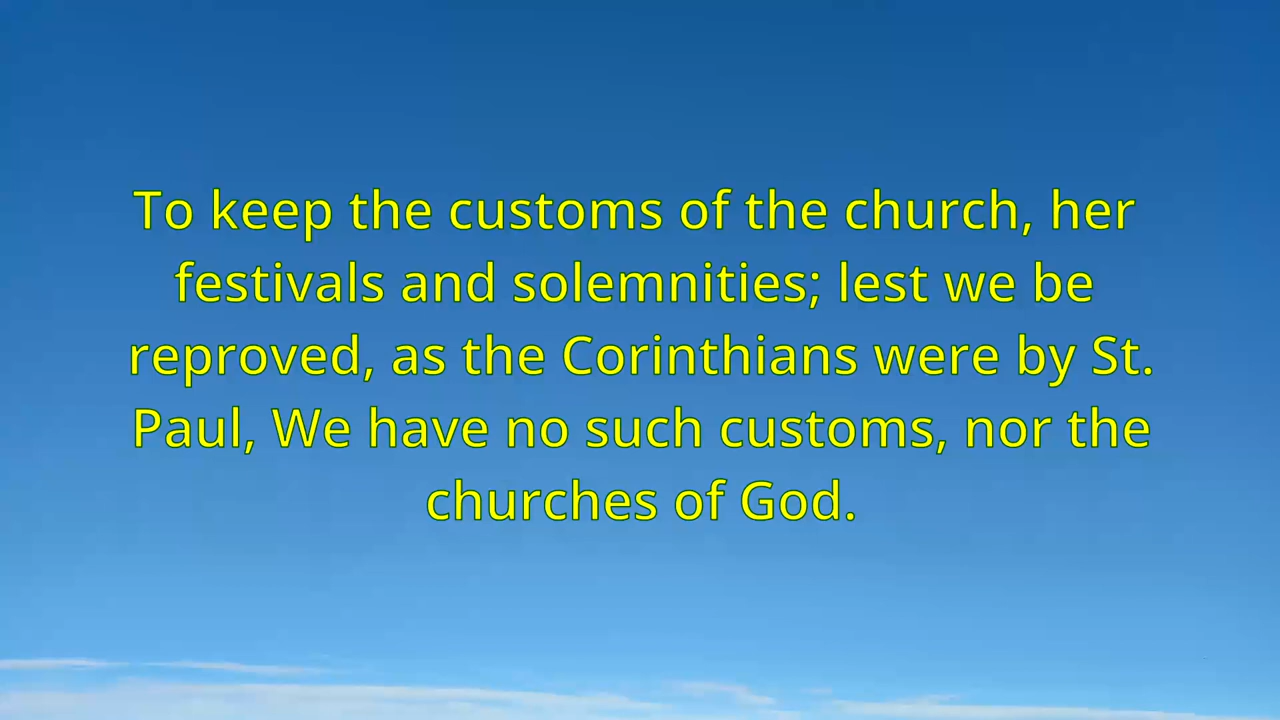 To keep the customs of the church, her
festivals and solemnities; lest we be
reproved, as the Corinthians were by St.
Paul, We have no such customs, nor the
churches of God.